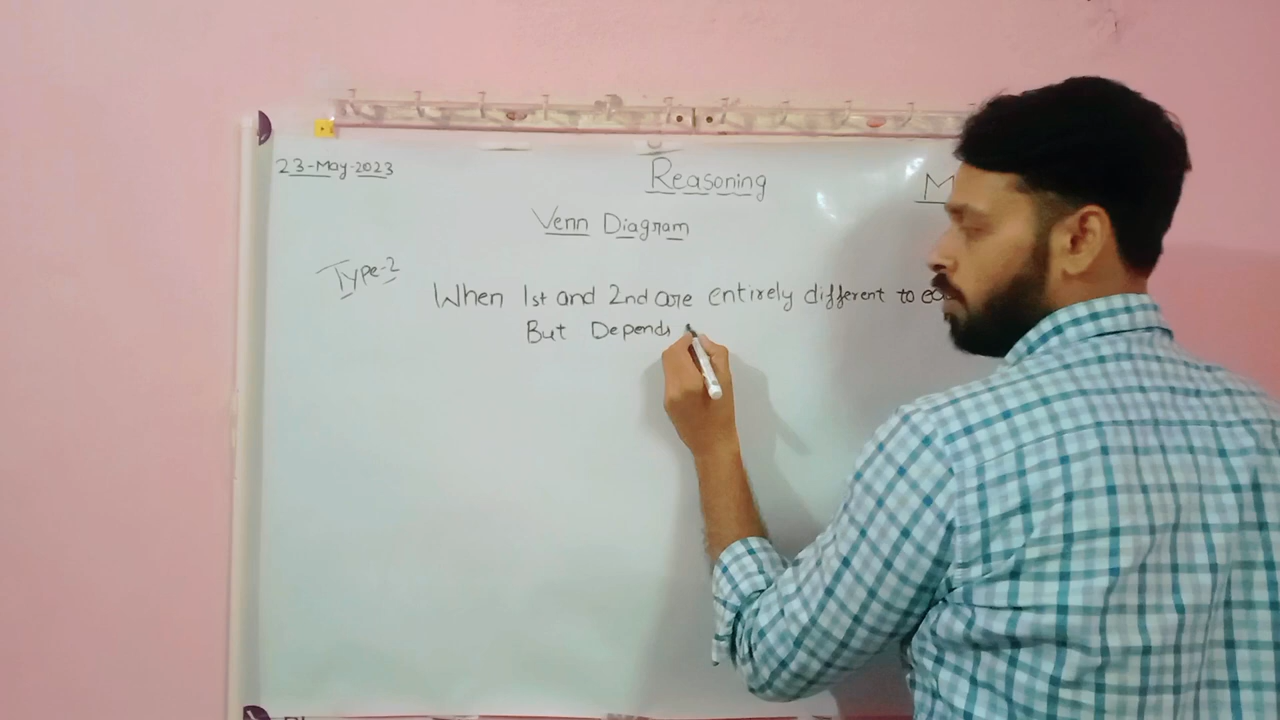 23-May-2023
Reasoning
Venn Diagram
Type-2
When 1st and 2nd are entirely different to
But Depends